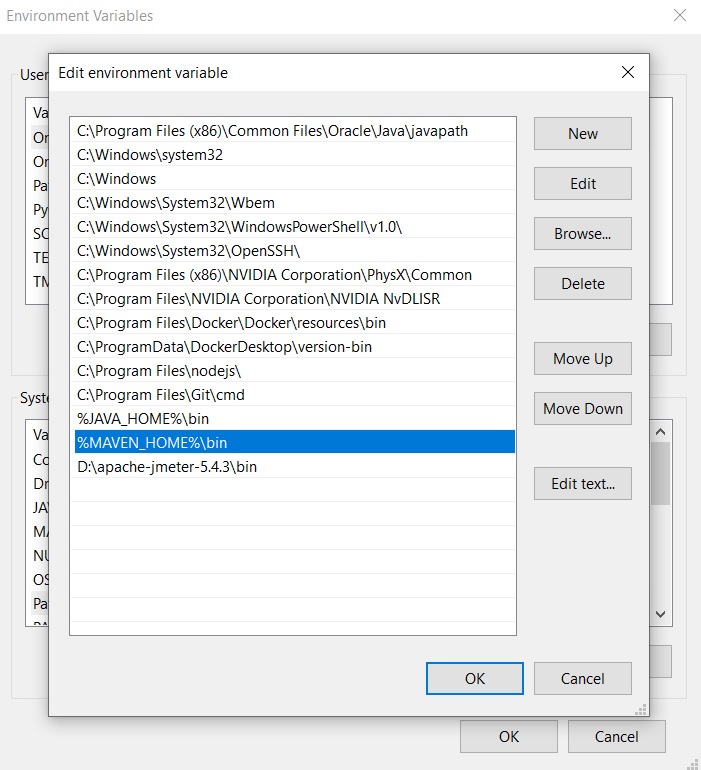 Environment Variables
User
Edit environment variable
Va
On
On
Pa
Py
SC
TE
TM
C:\Program Files (x86)\Common Files\Oracle\Java\javapath
C:\Windows\system32
C:\Windows
C:\Windows\System32\Wbem
C:\Windows\System32\WindowsPowerShell\v1.0\
C:\Windows\System32\OpenSSH\
C:\Program Files (x86)\NVIDIA Corporation\PhysX\Common
C:\Program Files\NVIDIA Corporation\NVIDIA NvDLISR
C:\Program Files\Docker\Docker\resources\bin
C:\ProgramData\DockerDesktop\version-bin
C:\Program Files\nodejs\
C:\Program Files\Git\cmd
%JAVA_HOME%\bin
%MAVEN_HOME%\bin
D:\apache-jmeter-5.4.3\bin
New
Edit
Browse...
Delete
Move Up
Move Down
Edit text...
Syste
Va
Co
Dr
JA
MA
NU
OS
Pa
OK
Cancel
OK
Cancel